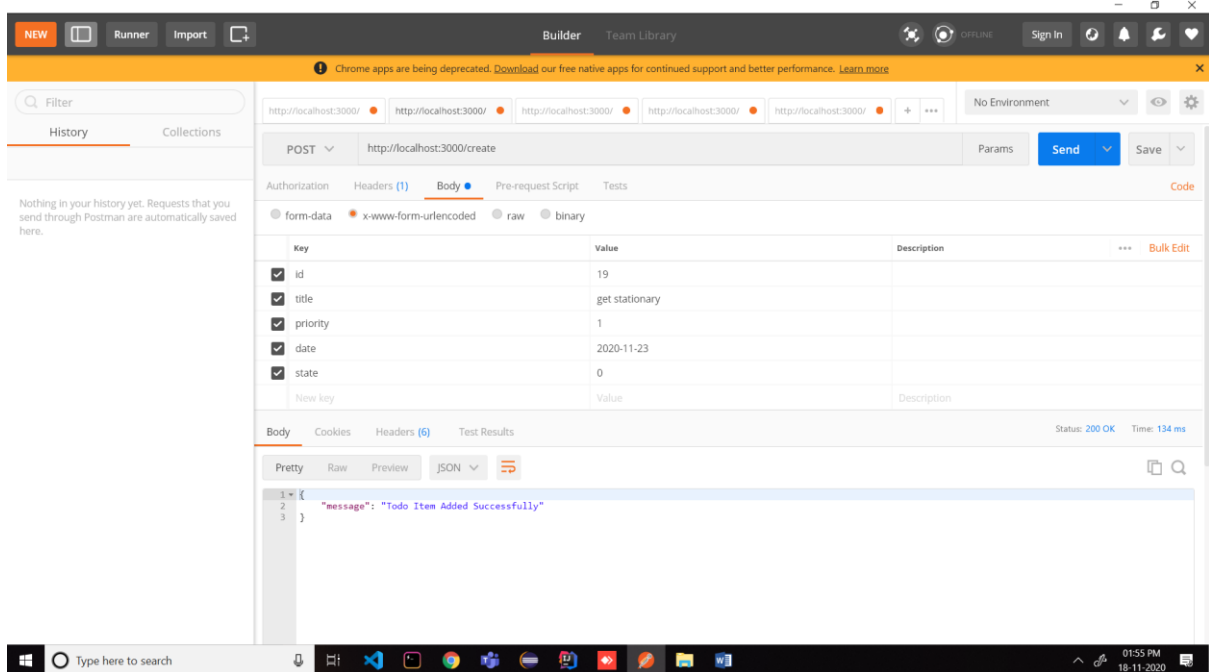 NEW Runner Import Builder Team Library OFFLINE Sign In
Chrome apps are being deprecated. Download our free native apps for continued support and better performance. Learn more
Filter
History Collections
Nothing in your history yet. Requests that you
send through Postman are automatically saved
here.
http://localhost:3000/ http://localhost:3000/ http://localhost:3000/ http://localhost:3000/ http://localhost:3000/ + ••• No Environment
POST http://localhost:3000/create Params Send Save
Authorization Headers (1) Body Pre-request Script Tests Code
form-data x-www-form-urlencoded raw binary
Key Value Description ••• Bulk Edit
id 19
title get stationary
priority 1
date 2020-11-23
state 0
New key Value Description
Body Cookies Headers (6) Test Results Status: 200 OK Time: 134 ms
Pretty Raw Preview JSON
1 {
2 "message": "Todo Item Added Successfully"
3 }
Type here to search
01:55 PM
18-11-2020